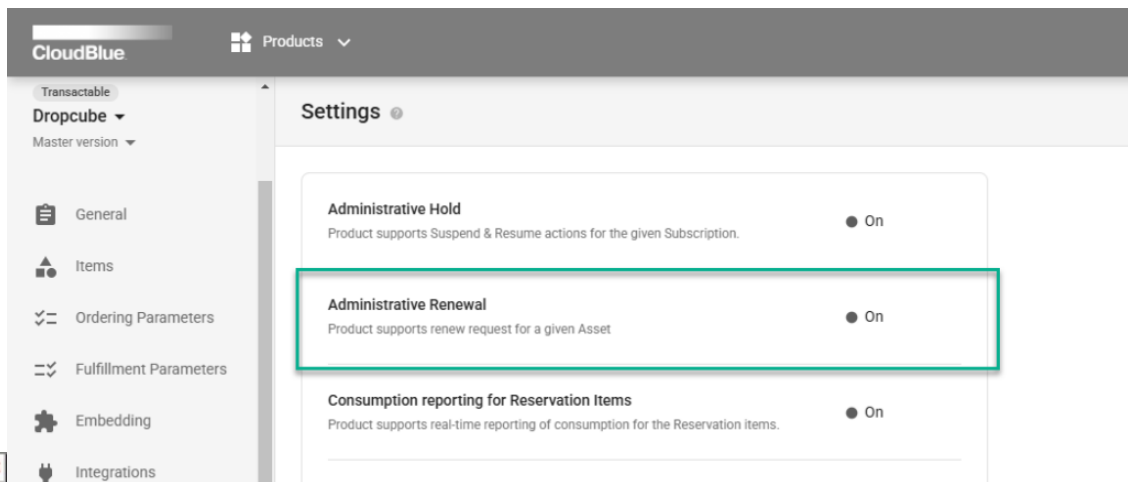 CloudBlue
Products
Transactable
Dropcube
Master version
General
Items
Ordering Parameters
Fulfillment Parameters
Embedding
Integrations
Settings
Administrative Hold
Product supports Suspend & Resume actions for the given Subscription.
On
Administrative Renewal
Product supports renew request for a given Asset
On
Consumption reporting for Reservation Items
Product supports real-time reporting of consumption for the Reservation items.
On